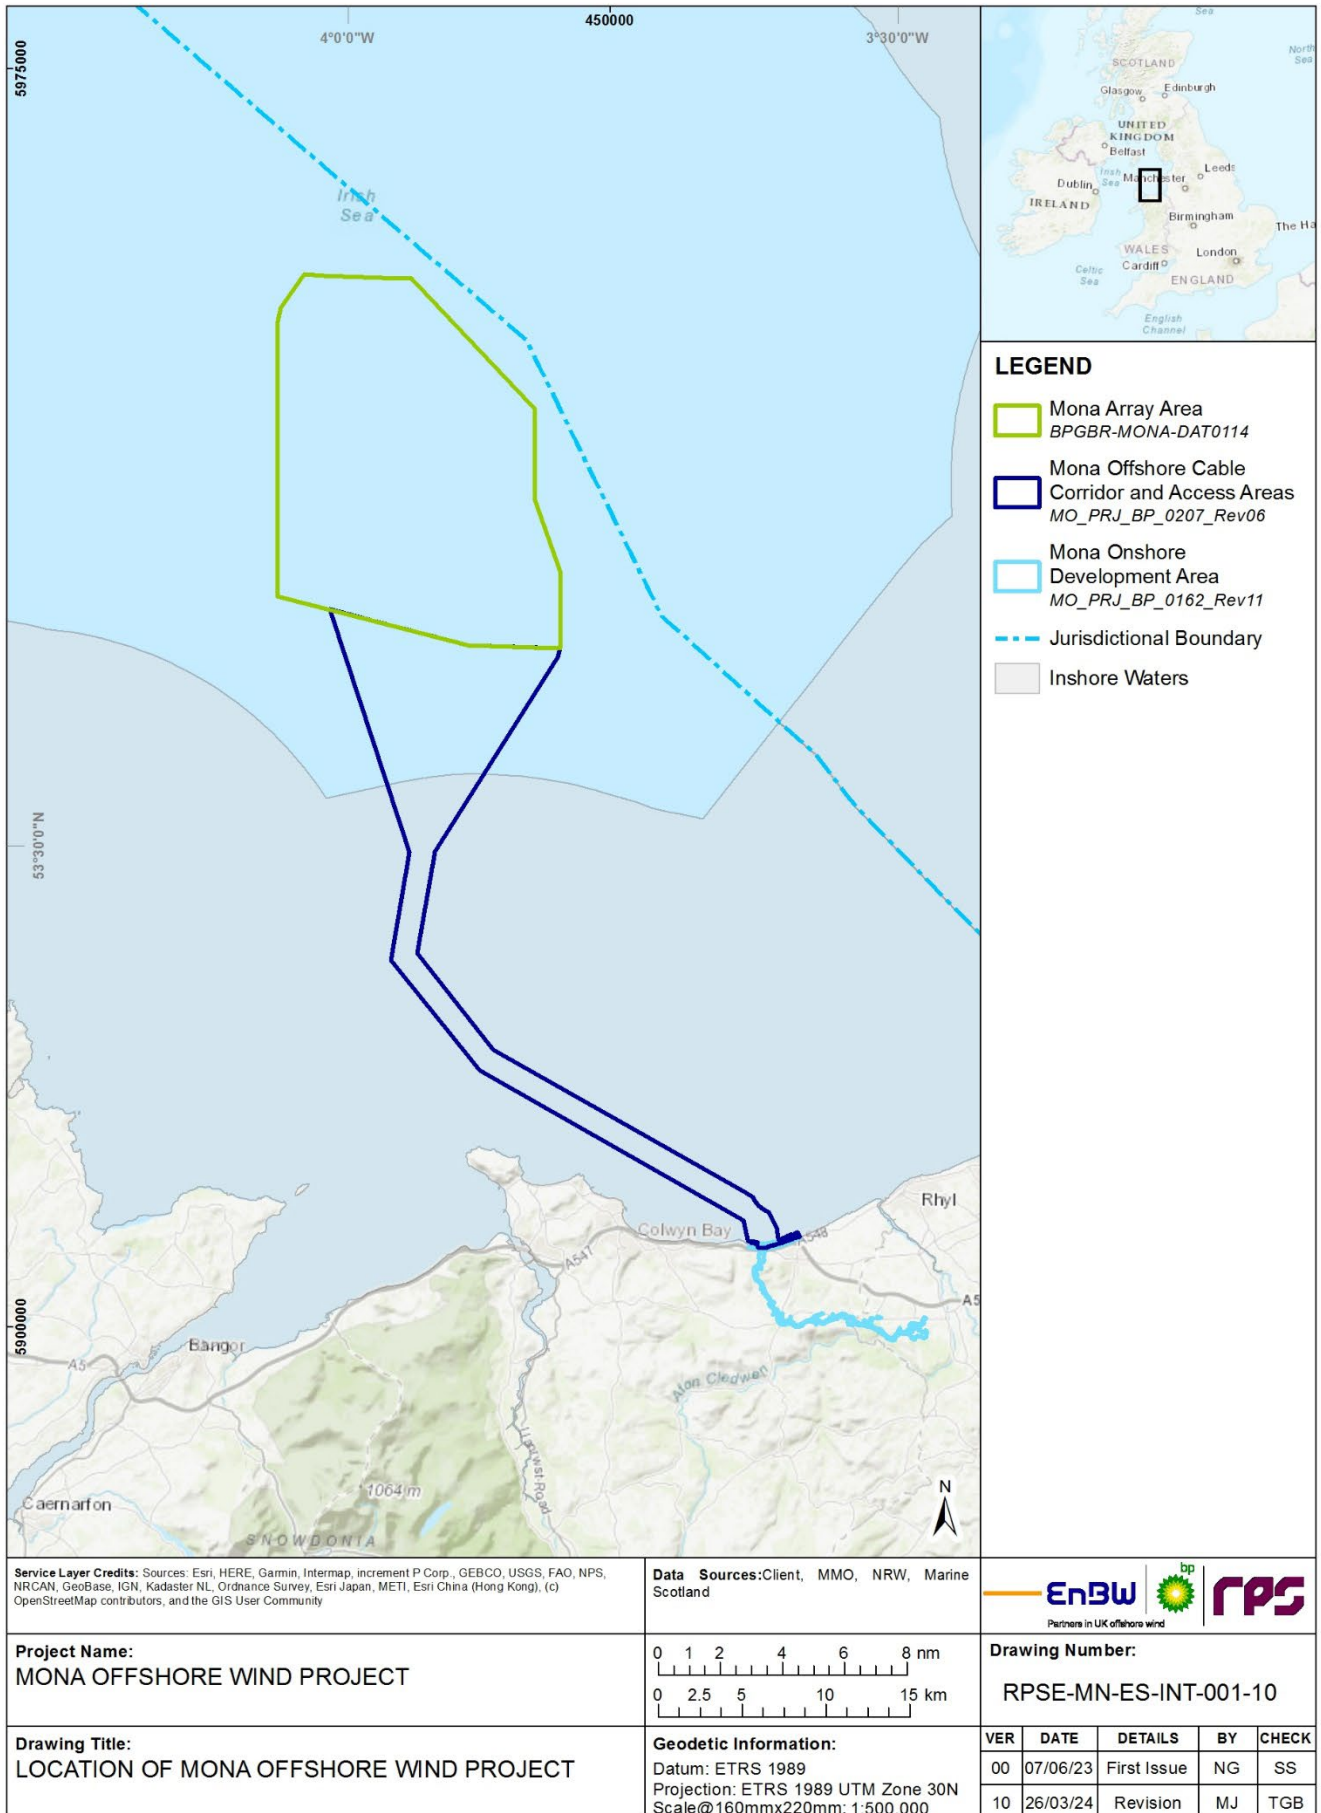 450000
4°0'0"W
3°30'0"W
5975000
53°30'0"N
5900000
Irish
Sea
Colwyn Bay
Rhyl
A548
A547
A5
Bangor
A5
Afon Cledwen
Llanrwst Road
1064 m
Caernarfon
SNOWDONIA
N
Sea
North
Sea
SCOTLAND
Glasgow
Edinburgh
UNITED
KINGDOM
Belfast
Irish
Sea
Manchester
Leeds
Dublin
IRELAND
Birmingham
The Ha
WALES
London
Cardiff
Celtic
Sea
ENGLAND
English
Channel
LEGEND
Mona Array Area
BPGBR-MONA-DAT0114
Mona Offshore Cable
Corridor and Access Areas
MO_PRJ_BP_0207_Rev06
Mona Onshore
Development Area
MO_PRJ_BP_0162_Rev11
Jurisdictional Boundary
Inshore Waters
Service Layer Credits: Sources: Esri, HERE, Garmin, Intermap, increment P Corp., GEBCO, USGS, FAO, NPS,
NRCAN, GeoBase, IGN, Kadaster NL, Ordnance Survey, Esri Japan, METI, Esri China (Hong Kong), (c)
OpenStreetMap contributors, and the GIS User Community
Data Sources:Client, MMO, NRW, Marine
Scotland
EnBW
bp
rps
Partners in UK offshore wind
Project Name:
MONA OFFSHORE WIND PROJECT
0 1 2 4 6 8 nm
0 2.5 5 10 15 km
Drawing Number:
RPSE-MN-ES-INT-001-10
Drawing Title:
LOCATION OF MONA OFFSHORE WIND PROJECT
Geodetic Information:
Datum: ETRS 1989
Projection: ETRS 1989 UTM Zone 30N
Scale@160mmx220mm: 1:500,000
VER DATE DETAILS BY CHECK
00 07/06/23 First Issue NG SS
10 26/03/24 Revision MJ TGB